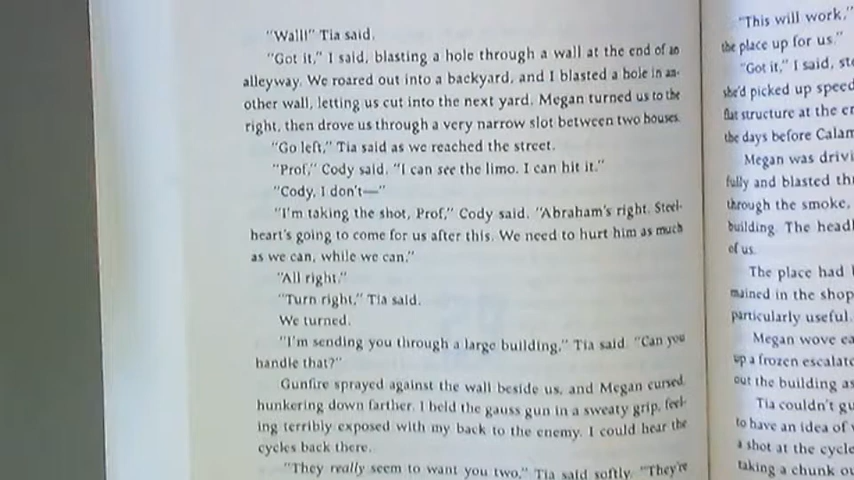 "Wall!" Tia said.
"Got it," I said, blasting a hole through a wall at the end of an
alleyway. We roared out into a backyard, and I blasted a hole in an-
other wall, letting us cut into the next yard. Megan turned us to the
right, then drove us through a very narrow slot between two houses.
"Go left," Tia said as we reached the street.
"Prof," Cody said. "I can see the limo. I can hit it."
"Cody, I don't—"
"I'm taking the shot, Prof," Cody said. "Abraham's right. Steel-
heart's going to come for us after this. We need to hurt him as much
as we can, while we can."
"All right."
"Turn right," Tia said.
We turned.
"I'm sending you through a large building," Tia said. "Can you
handle that?"
Gunfire sprayed against the wall beside us, and Megan cursed,
hunkering down farther. I held the gauss gun in a sweaty grip, feel-
ing terribly exposed with my back to the enemy. I could hear the
cycles back there.
"They really seem to want you two," Tia said softly. "They're
"This will work,"
the place up for us."
"Got it," I said, ste
she'd picked up speed
flat structure at the en
the days before Calam
Megan was drivi
fully and blasted thr
through the smoke,
building. The headl
of us.
The place had
mained in the shop
particularly useful.
Megan wove ea
up a frozen escalato
out the building as
Tia couldn't gu
to have an idea of
a shot at the cycle
taking a chunk ou